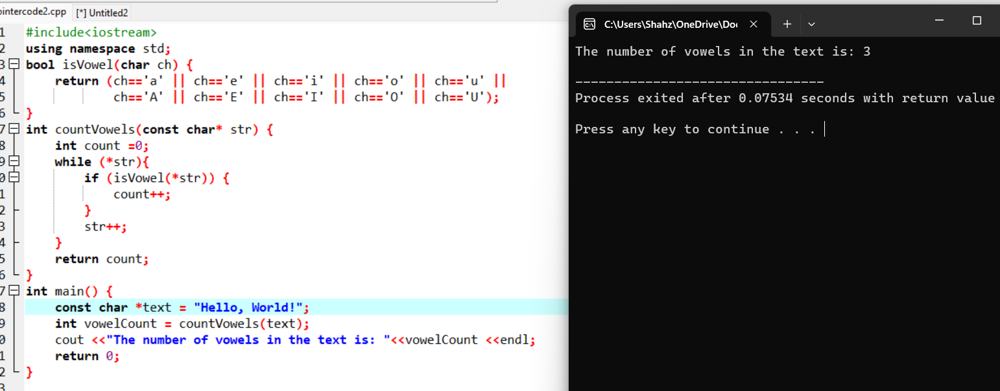 ointercode2.cpp [*] Untitled2
1 #include<iostream>
2 using namespace std;
3 bool isVowel(char ch) {
4 return (ch=='a' || ch=='e' || ch=='i' || ch=='o' || ch=='u' ||
5 ch=='A' || ch=='E' || ch=='I' || ch=='O' || ch=='U');
6 }
7 int countVowels(const char* str) {
8 int count =0;
9 while (*str){
0 if (isVowel(*str)) {
1 count++;
2 }
3 str++;
4 }
5 return count;
6 }
7 int main() {
8 const char *text = "Hello, World!";
9 int vowelCount = countVowels(text);
0 cout <<"The number of vowels in the text is: "<<vowelCount <<endl;
1 return 0;
2 }
3
C:\Users\Shahz\OneDrive\Do
The number of vowels in the text is: 3
--------------------------------
Process exited after 0.07534 seconds with return value
Press any key to continue . . .